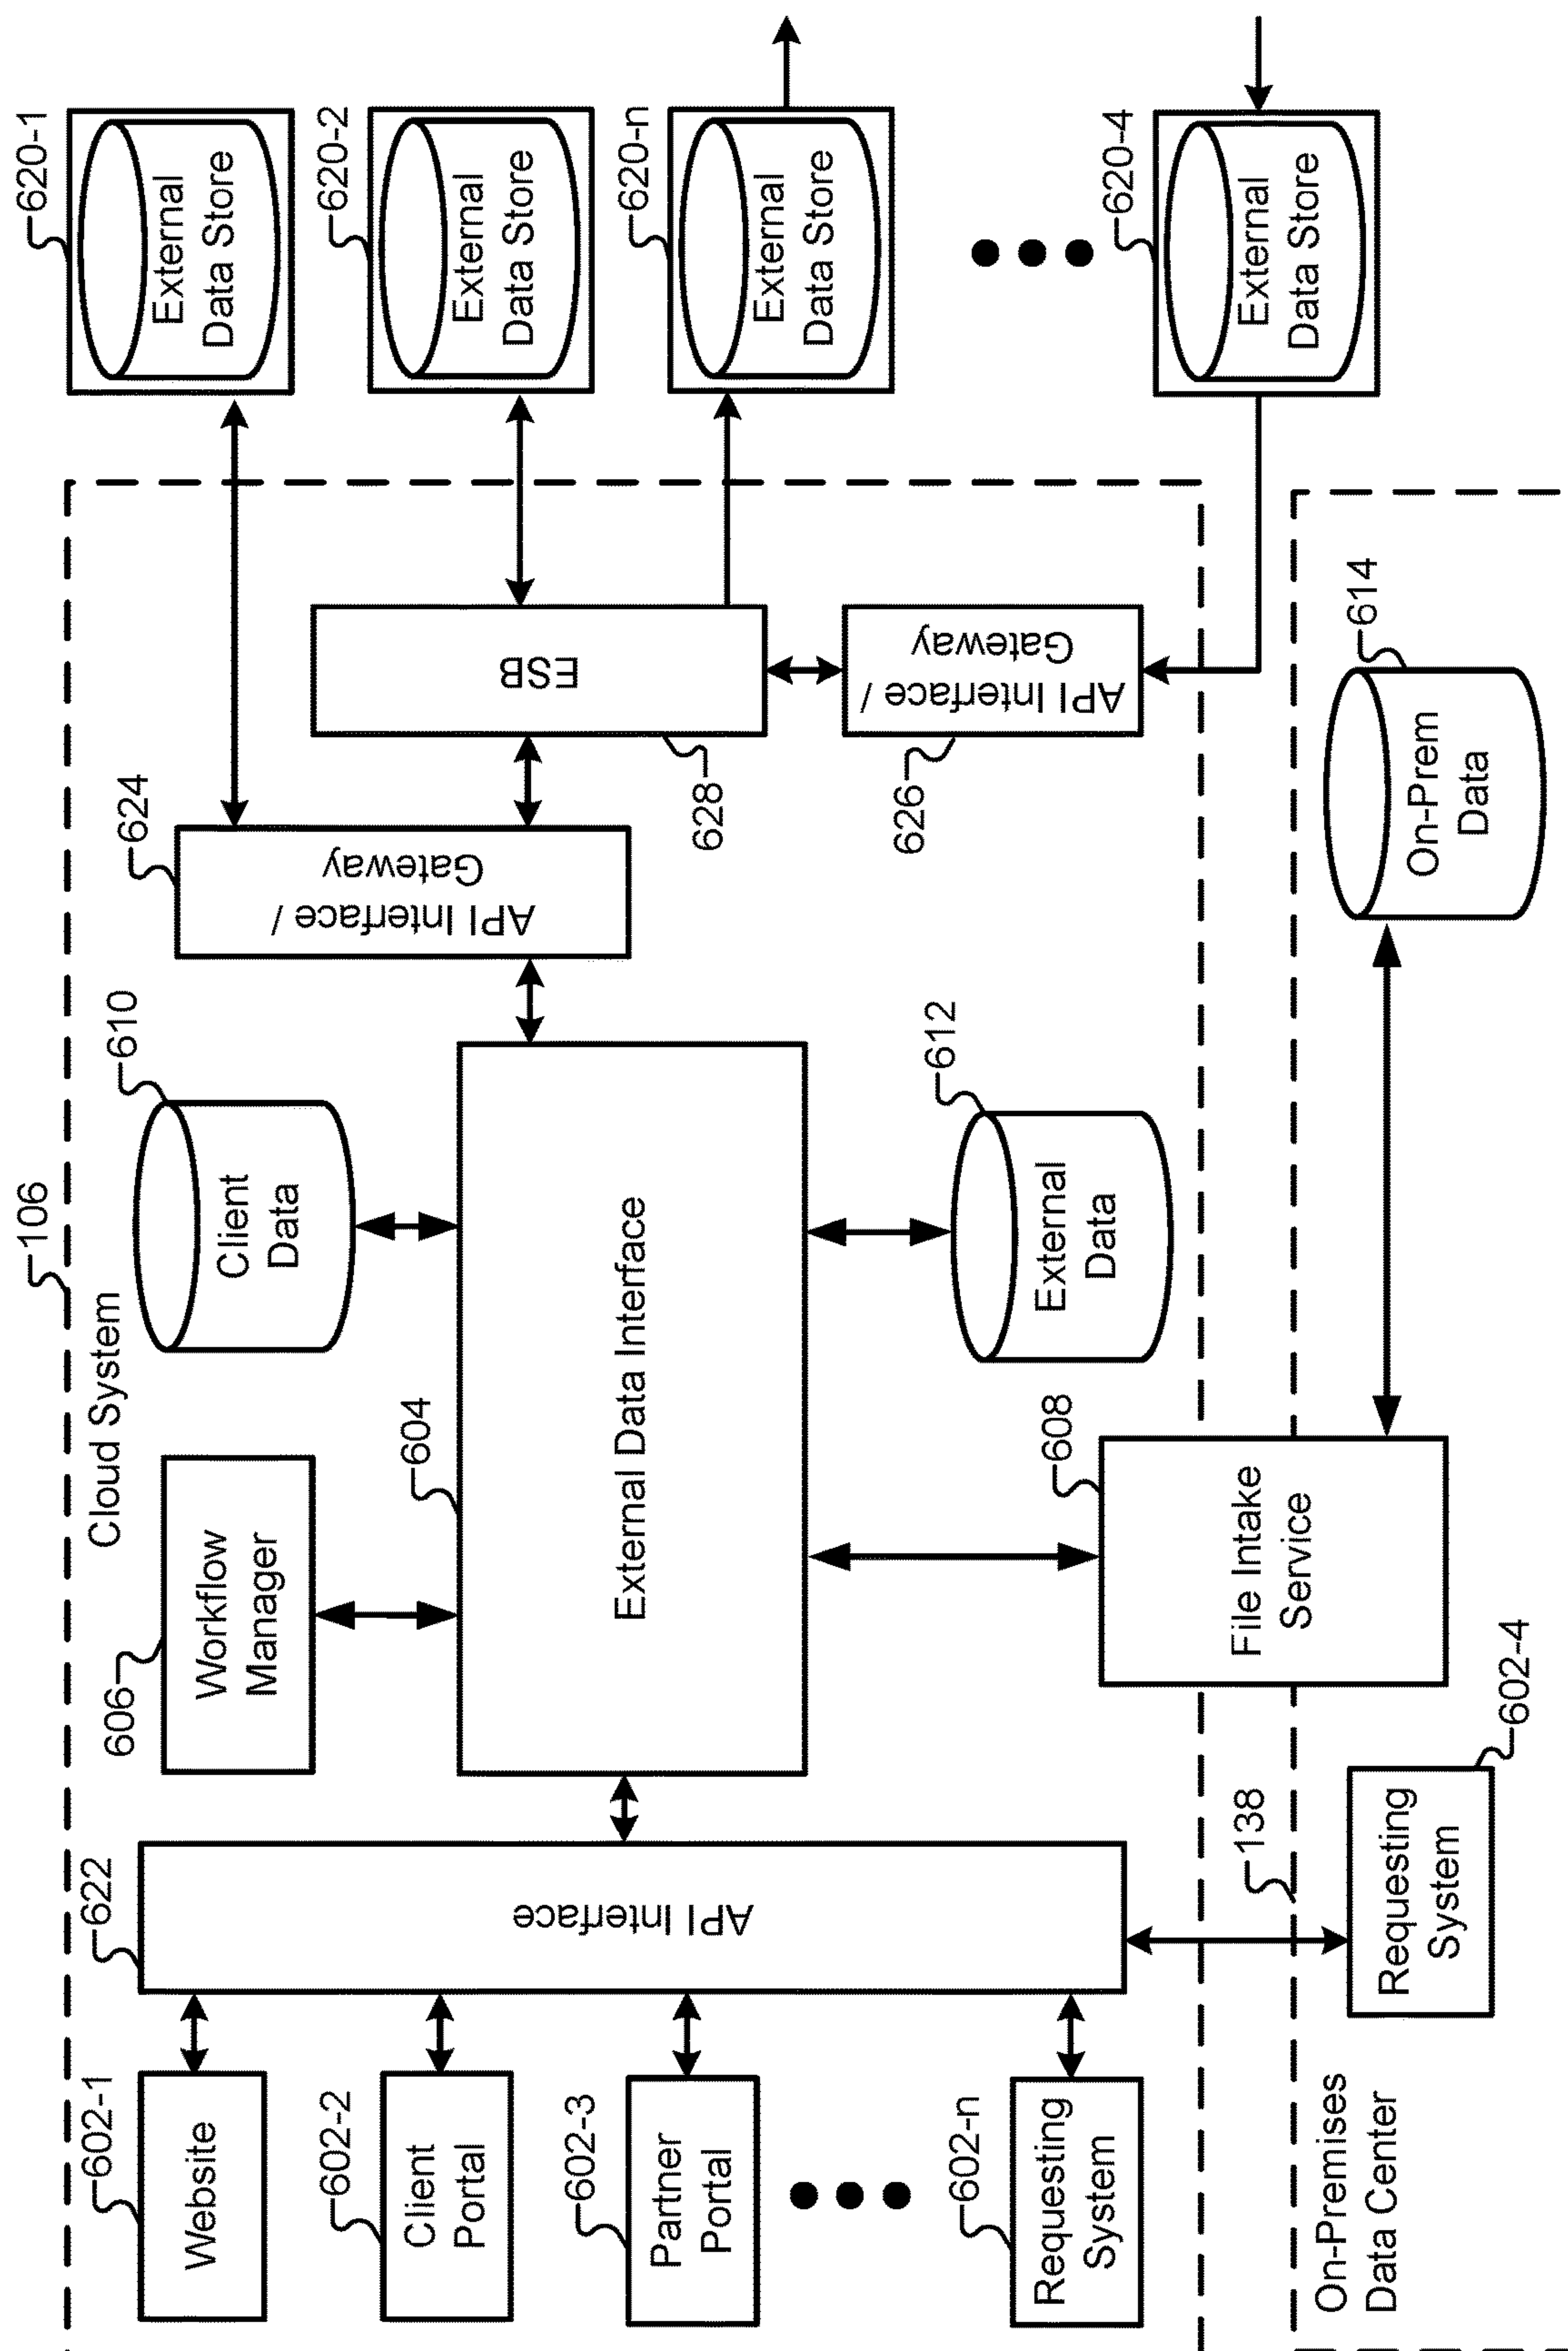 106
Cloud System
602-1
Website
602-2
Client
Portal
602-3
Partner
Portal
602-n
Requesting
System
622
API Interface
606
Workflow
Manager
604
External Data Interface
610
Client
Data
612
External
Data
608
File Intake
Service
624
API Interface /
Gateway
628
ESB
626
API Interface /
Gateway
620-1
External
Data Store
620-2
External
Data Store
620-n
External
Data Store
620-4
External
Data Store
On-Premises
Data Center
138
602-4
Requesting
System
614
On-Prem
Data